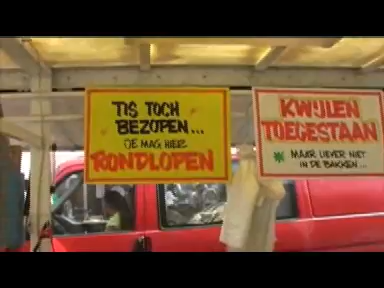 TIS TOCH
BEZOPEN...
JE MAG HIER
RONDLOPEN
KWIJLEN
TOEGESTAAN
MAAR LIEVER NIET
IN DE BAKKEN...